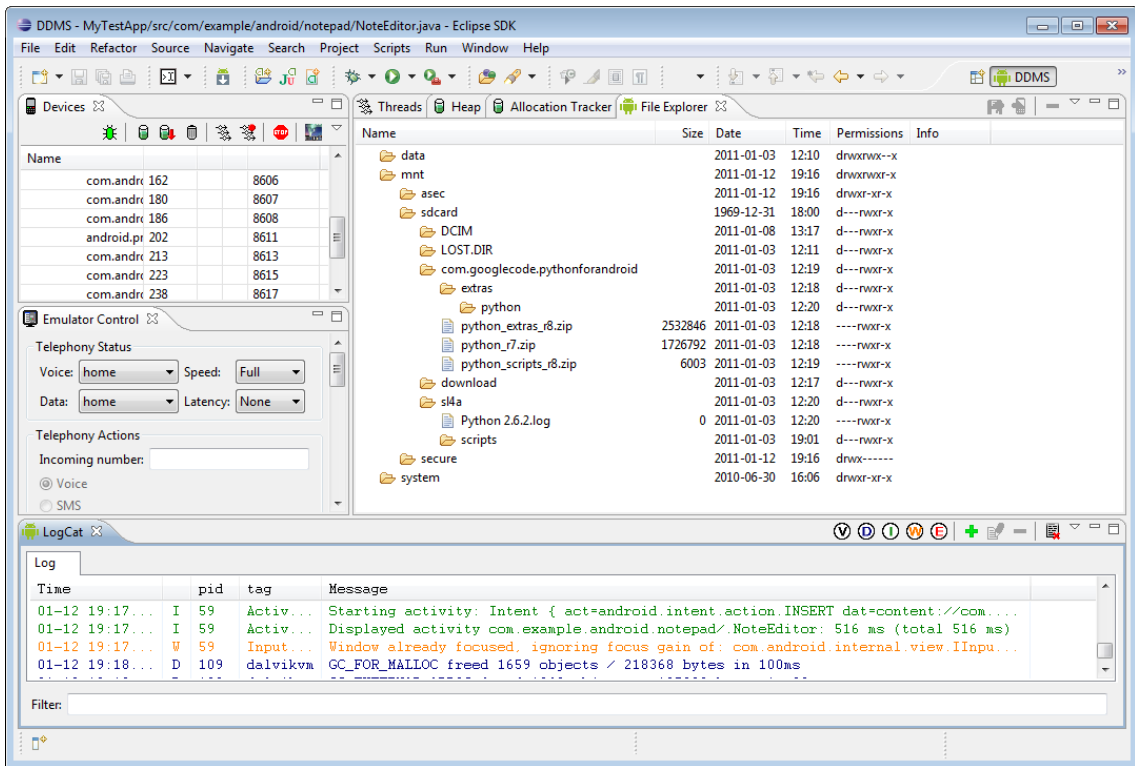 DDMS - MyTestApp/src/com/example/android/notepad/NoteEditor.java - Eclipse SDK
File Edit Refactor Source Navigate Search Project Scripts Run Window Help
DDMS
Devices
Name
com.andr 162 8606
com.andr 180 8607
com.andr 186 8608
android.pr 202 8611
com.andr 213 8613
com.andr 223 8615
com.andr 238 8617
Emulator Control
Telephony Status
Voice: home Speed: Full
Data: home Latency: None
Telephony Actions
Incoming number:
Voice
SMS
Threads Heap Allocation Tracker File Explorer
Name Size Date Time Permissions Info
data 2011-01-03 12:10 drwxrwx--x
mnt 2011-01-12 19:16 drwxrwxr-x
asec 2011-01-12 19:16 drwxr-xr-x
sdcard 1969-12-31 18:00 d---rwxr-x
DCIM 2011-01-08 13:17 d---rwxr-x
LOST.DIR 2011-01-03 12:11 d---rwxr-x
com.googlecode.pythonforandroid 2011-01-03 12:19 d---rwxr-x
extras 2011-01-03 12:18 d---rwxr-x
python 2011-01-03 12:20 d---rwxr-x
python_extras_r8.zip 2532846 2011-01-03 12:18 ----rwxr-x
python_r7.zip 1726792 2011-01-03 12:18 ----rwxr-x
python_scripts_r8.zip 6003 2011-01-03 12:19 ----rwxr-x
download 2011-01-03 12:17 d---rwxr-x
sl4a 2011-01-03 12:20 d---rwxr-x
Python 2.6.2.log 0 2011-01-03 12:20 ----rwxr-x
scripts 2011-01-03 19:01 d---rwxr-x
secure 2011-01-12 19:16 drwx------
system 2010-06-30 16:06 drwxr-xr-x
LogCat
V D I W E
Log
Time pid tag Message
01-12 19:17... I 59 Activ... Starting activity: Intent { act=android.intent.action.INSERT dat=content://com....
01-12 19:17... I 59 Activ... Displayed activity com.example.android.notepad/.NoteEditor: 516 ms (total 516 ms)
01-12 19:17... W 59 Input... Window already focused, ignoring focus gain of: com.android.internal.view.IInpu...
01-12 19:18... D 109 dalvikvm GC_FOR_MALLOC freed 1659 objects / 218368 bytes in 100ms
Filter: